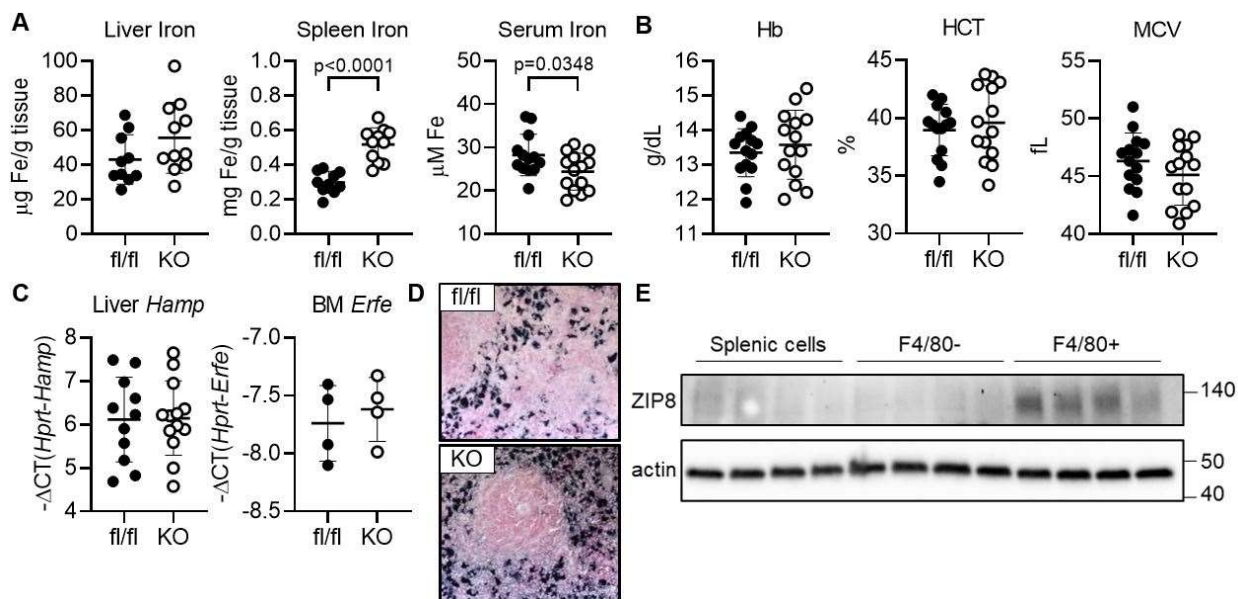 A
Liver Iron
µg Fe/g tissue
100
80
60
40
20
0
fl/fl KO
Spleen Iron
p<0.0001
mg Fe/g tissue
1.0
0.8
0.6
0.4
0.2
0.0
fl/fl KO
Serum Iron
p=0.0348
µM Fe
50
40
30
20
10
fl/fl KO
B
Hb
g/dL
16
15
14
13
12
11
fl/fl KO
HCT
%
45
40
35
30
fl/fl KO
MCV
fL
55
50
45
40
fl/fl KO
C
Liver Hamp
-ΔCT(Hprt-Hamp)
8
7
6
5
4
fl/fl KO
BM Erfe
-ΔCT(Hprt-Erfe)
-7.0
-7.5
-8.0
-8.5
fl/fl KO
D
fl/fl
KO
E
Splenic cells F4/80- F4/80+
ZIP8
140
actin
50
40